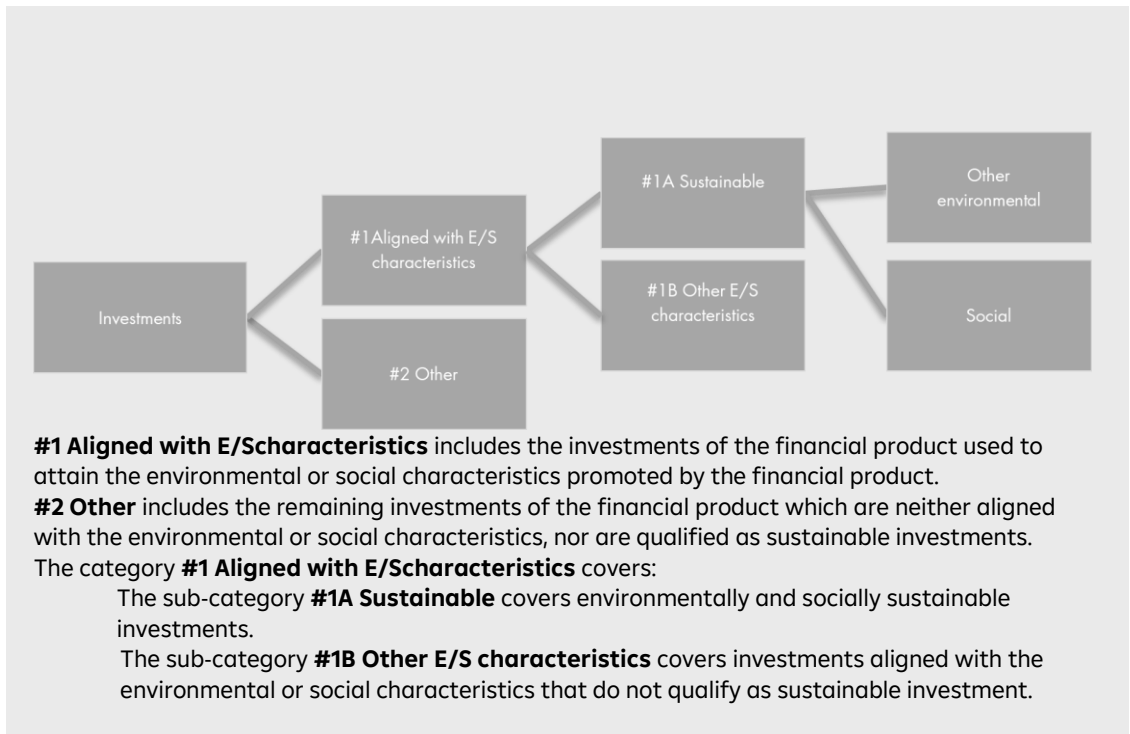 #1A Sustainable
Other
environmental
#1Aligned with E/S
characteristics
#1B Other E/S
characteristics
Investments
Social
#2 Other
#1 Aligned with E/Scharacteristics includes the investments of the financial product used to
attain the environmental or social characteristics promoted by the financial product.
#2 Other includes the remaining investments of the financial product which are neither aligned
with the environmental or social characteristics, nor are qualified as sustainable investments.
The category #1 Aligned with E/Scharacteristics covers:
The sub-category #1A Sustainable covers environmentally and socially sustainable
investments.
The sub-category #1B Other E/S characteristics covers investments aligned with the
environmental or social characteristics that do not qualify as sustainable investment.